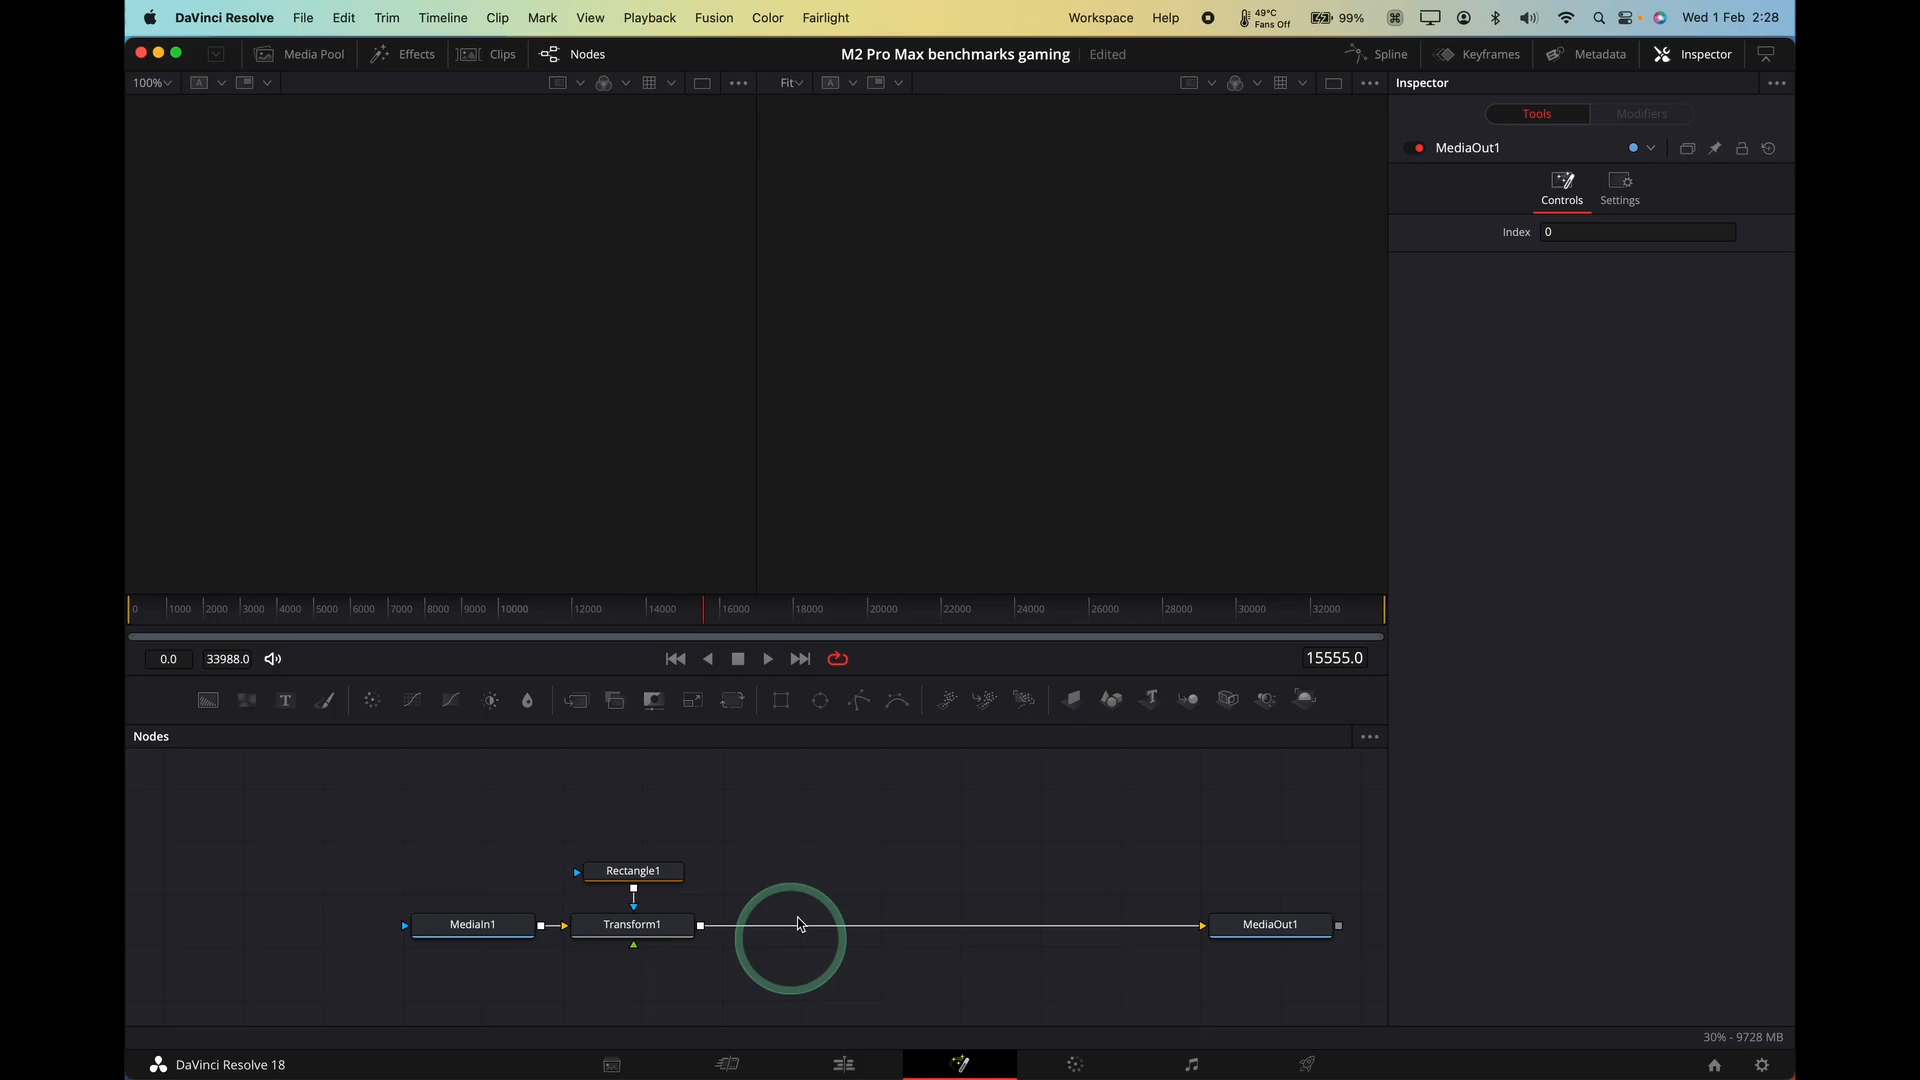 DaVinci Resolve File Edit Trim Timeline Clip Mark View Playback Fusion Color Fairlight Workspace Help 49°C Fans Off 99% Wed 1 Feb 2:28
Media Pool Effects Clips Nodes M2 Pro Max benchmarks gaming Edited Spline Keyframes Metadata Inspector
100% A Fit A Inspector
Tools Modifiers
MediaOut1
Controls Settings
Index 0
0 1000 2000 3000 4000 5000 6000 7000 8000 9000 10000 12000 14000 16000 18000 20000 22000 24000 26000 28000 30000 32000
0.0 33988.0 15555.0
T T
Nodes
Rectangle1
MediaIn1 Transform1 MediaOut1
30% - 9728 MB
DaVinci Resolve 18